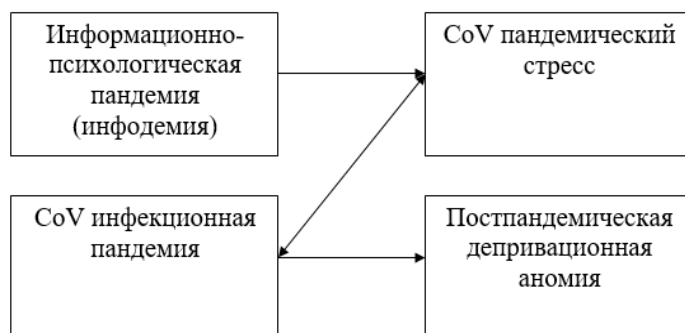 Информационно-
психологическая
пандемия
(инфодемия)
CoV пандемический
стресс
CoV инфекционная
пандемия
Постпандемическая
депривационная
аномия